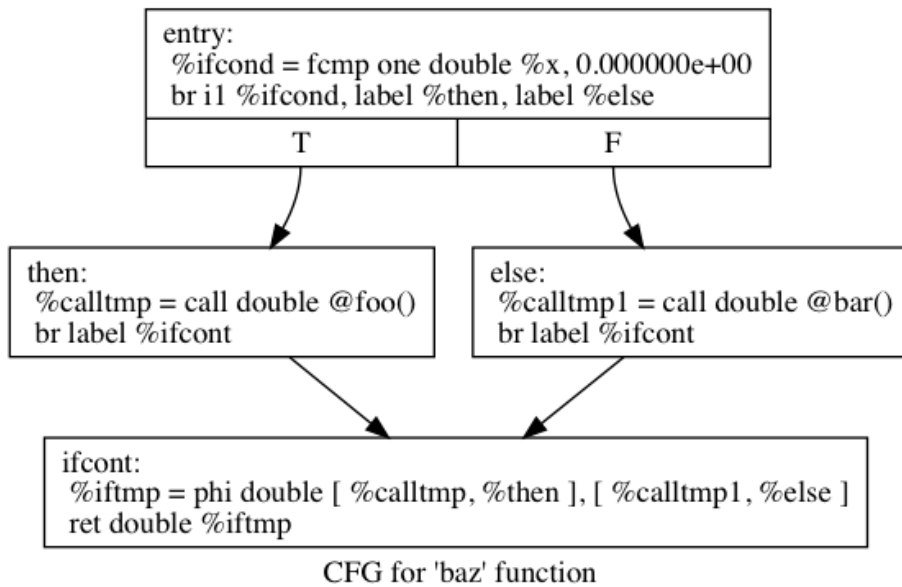 entry:
%ifcond = fcmp one double %x, 0.000000e+00
br i1 %ifcond, label %then, label %else
T F
then:
%calltmp = call double @foo()
br label %ifcont
else:
%calltmp1 = call double @bar()
br label %ifcont
ifcont:
%iftmp = phi double [ %calltmp, %then ], [ %calltmp1, %else ]
ret double %iftmp
CFG for 'baz' function